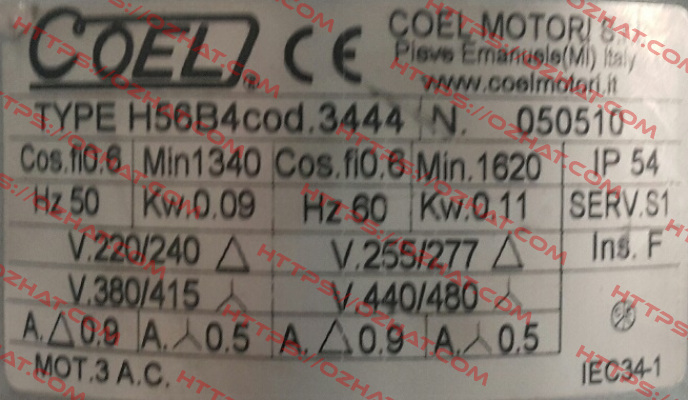 COEL ® CE
COEL MOTORI S.
Pieve Emanuele(MI) Italy
www.coelmotori.it
TYPE H56B4cod.3444 N. 050510
Cos.fi0.6 Min1340 Cos.fi0.6 Min.1620 IP 54
Hz 50 Kw.0.09 Hz 60 Kw.0.11 SERV.S1
V.220/240 △ V.255/277 △ Ins. F
V.380/415 ⅄ V.440/480 ⅄
A.△0.9 A.⅄0.5 A.△0.9 A.⅄0.5
MOT.3 A.C. IEC34-1
HTTPS://OZHAT.COM